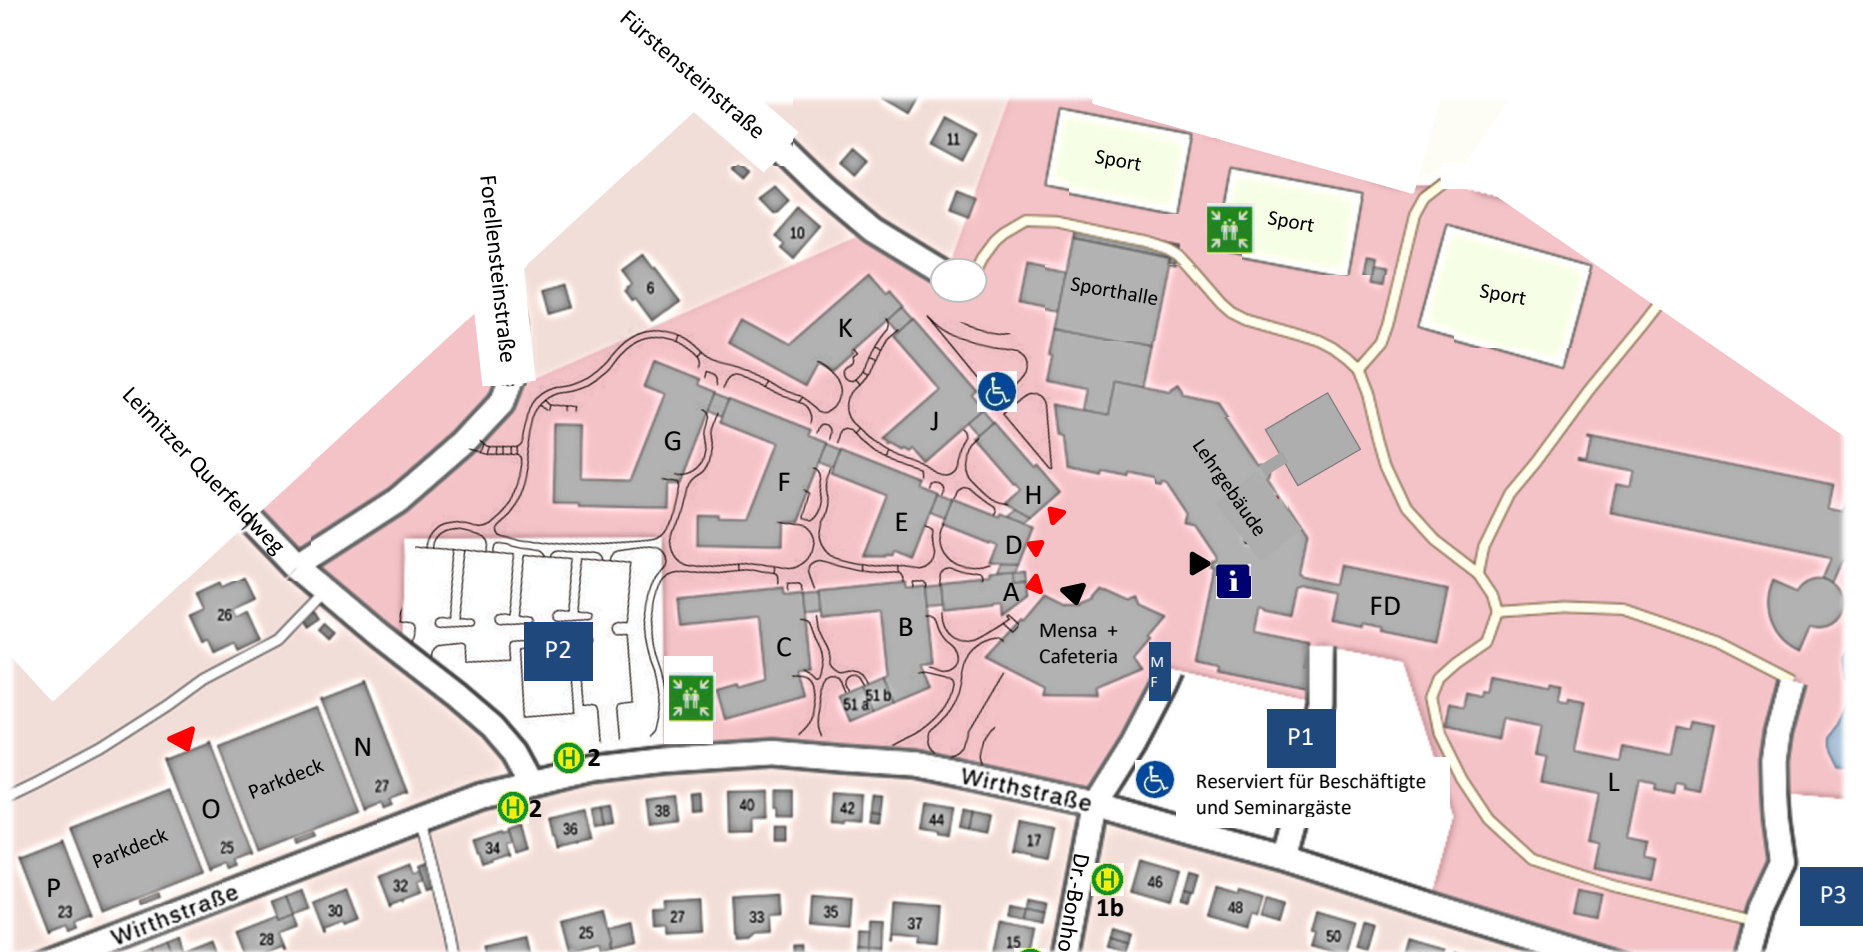 Fürstensteinstraße
11
Sport
Forellensteinstraße
10
Sport
6
Sporthalle
Sport
K
Leimitzer Querfeldweg
J
G
Lehrgebäude
F
H
E
D
i
A
FD
26
B
Mensa +
Cafeteria
C
P2
M
F
51 a
51 b
P1
N
H 2
Parkdeck
27
Wirthstraße
Reserviert für Beschäftigte
und Seminargäste
L
O
H 2
38
40
42
44
36
17
34
25
Parkdeck
P
23
32
H
1b
46
Dr.-Bonho
P3
Wirthstraße
30
28
25
27
33
35
37
15
48
50